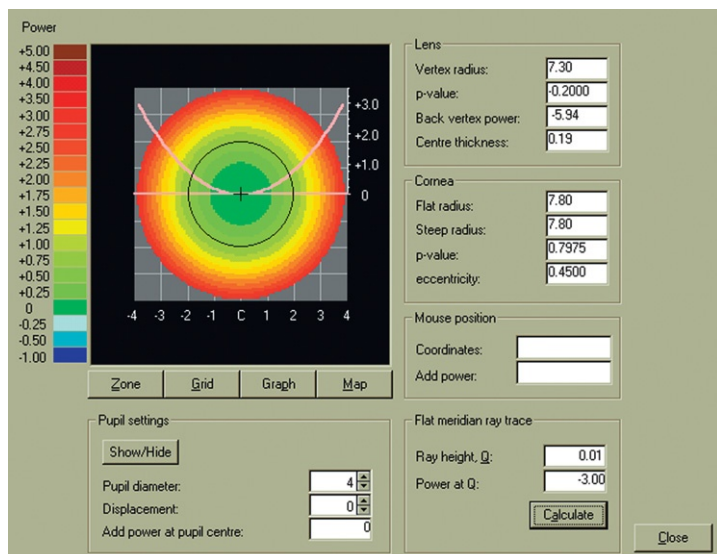 Power
+5.00
+4.50
+4.00
+3.50
+3.00
+2.75
+2.50
+2.25
+2.00
+1.75
+1.50
+1.25
+1.00
+0.75
+0.50
+0.25
0
-0.25
-0.50
-1.00
+3.0
+2.0
+1.0
0
-4 -3 -2 -1 C 1 2 3 4
Zone Grid Graph Map
Lens
Vertex radius: 7.30
p-value: -0.2000
Back vertex power: -5.94
Centre thickness: 0.19
Cornea
Flat radius: 7.80
Steep radius: 7.80
p-value: 0.7975
eccentricity: 0.4500
Mouse position
Coordinates:
Add power:
Pupil settings
Show/Hide
Pupil diameter: 4
Displacement: 0
Add power at pupil centre: 0
Flat meridian ray trace
Ray height, Q: 0.01
Power at Q: -3.00
Calculate
Close